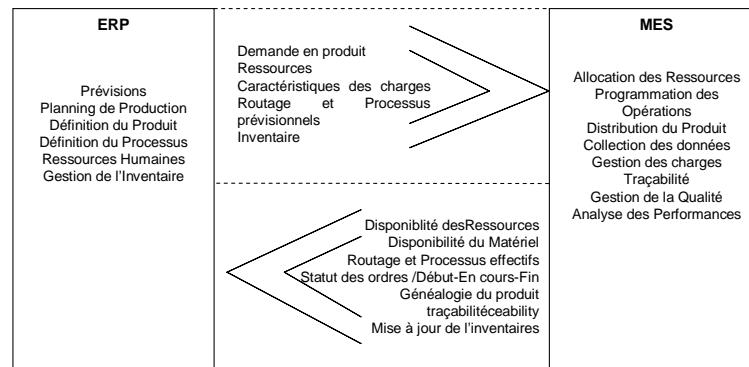 ERP
Prévisions
Planning de Production
Définition du Produit
Définition du Processus
Ressources Humaines
Gestion de l'Inventaire
Demande en produit
Ressources
Caractéristiques des charges
Routage et Processus
prévisionnels
Inventaire
Disponiblité desRessources
Disponibilité du Matériel
Routage et Processus effectifs
Statut des ordres /Début-En cours-Fin
Généalogie du produit
traçabilitéceability
Mise à jour de l'inventaires
MES
Allocation des Ressources
Programmation des
Opérations
Distribution du Produit
Collection des données
Gestion des charges
Traçabilité
Gestion de la Qualité
Analyse des Performances